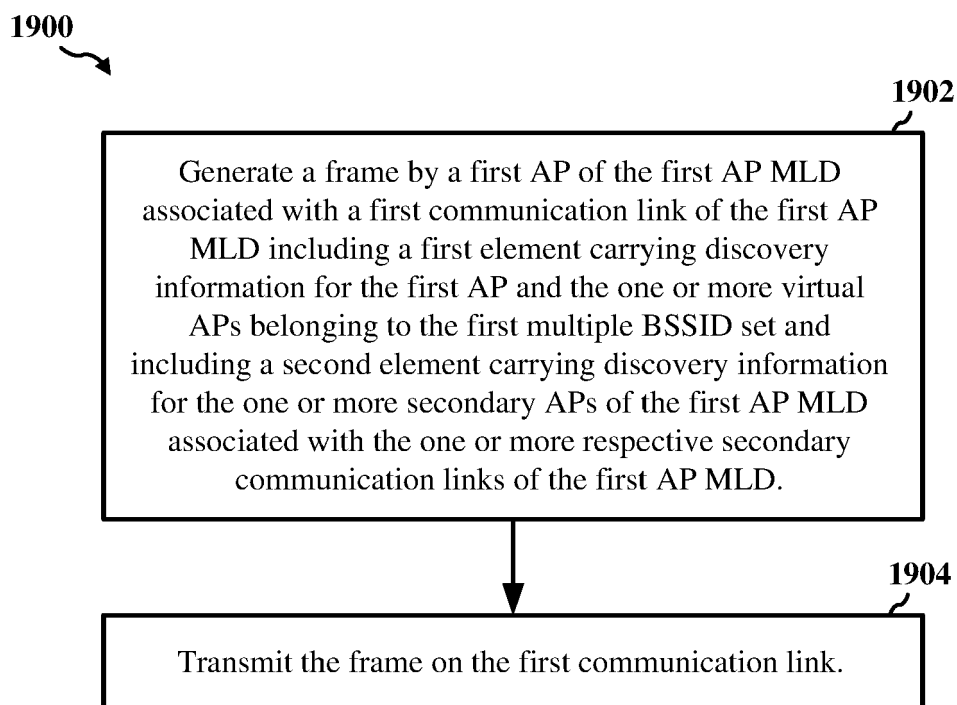 1900
1902
Generate a frame by a first AP of the first AP MLD
associated with a first communication link of the first AP
MLD including a first element carrying discovery
information for the first AP and the one or more virtual
APs belonging to the first multiple BSSID set and
including a second element carrying discovery information
for the one or more secondary APs of the first AP MLD
associated with the one or more respective secondary
communication links of the first AP MLD.
1904
Transmit the frame on the first communication link.